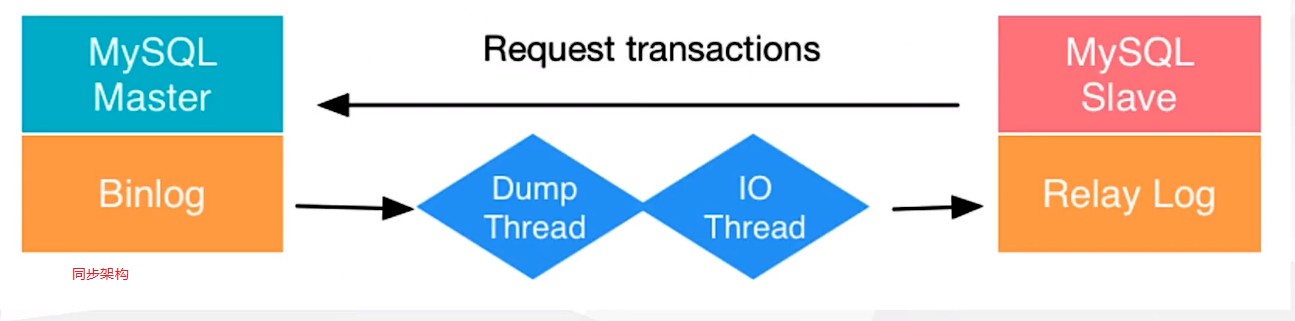 MySQL
Master
Request transactions
MySQL
Slave
Binlog
Dump
Thread
IO
Thread
Relay Log
同步架构